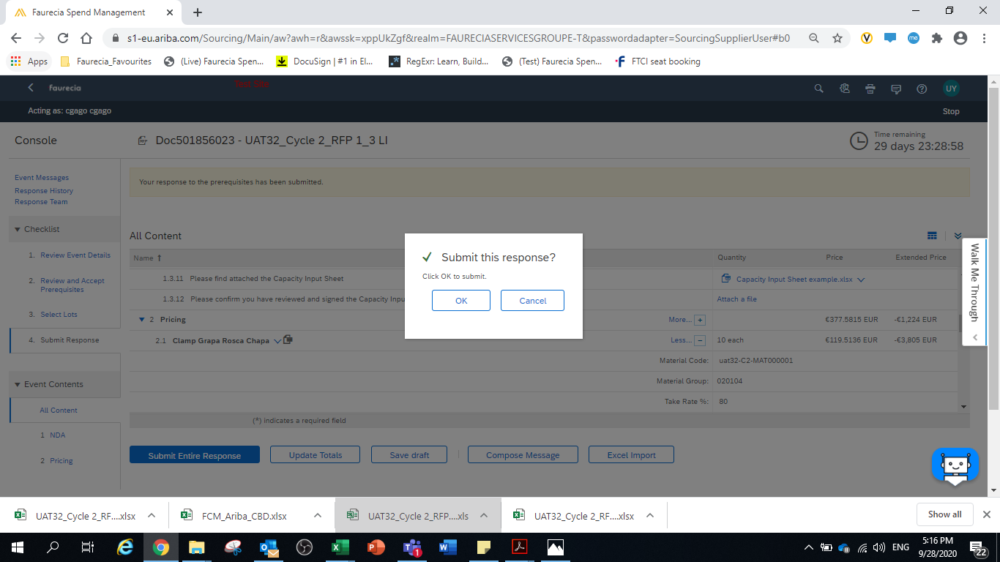 Faurecia Spend Management
s1-eu.ariba.com/Sourcing/Main/aw?awh=r&awssk=xppUkZgf&realm=FAURECIASERVICESGROUPE-T&passwordadapter=SourcingSupplierUser#b0
Apps
Faurecia_Favourites
(Live) Faurecia Spen...
DocuSign | #1 in El...
RegExr: Learn, Build...
(Test) Faurecia Spen...
FTCI seat booking
faurecia
Test Site
UY
Acting as: cgago cgago
Stop
Console
Doc501856023 - UAT32_Cycle 2_RFP 1_3 LI
Time remaining
29 days 23:28:58
Event Messages
Response History
Response Team
Your response to the prerequisites has been submitted.
Checklist
1. Review Event Details
2. Review and Accept
Prerequisites
3. Select Lots
4. Submit Response
Event Contents
All Content
1 NDA
2 Pricing
All Content
Name ↑
Quantity
Price
Extended Price
1.3.11 Please find attached the Capacity Input Sheet
Capacity Input Sheet example.xlsx
1.3.12 Please confirm you have reviewed and signed the Capacity Inpu
Attach a file
2 Pricing
More... +
€377.5815 EUR
-€1,224 EUR
2.1 Clamp Grapa Rosca Chapa
Less... −
10 each
€119.5136 EUR
-€3,805 EUR
Material Code: uat32-C2-MAT000001
Material Group: 020104
Take Rate %: 80
(*) indicates a required field
Submit this response?
Click OK to submit.
OK
Cancel
Walk Me Through
Submit Entire Response
Update Totals
Save draft
Compose Message
Excel Import
UAT32_Cycle 2_RF....xlsx
FCM_Ariba_CBD.xlsx
UAT32_Cycle 2_RFP....xls
UAT32_Cycle 2_RF....xlsx
Show all
ENG
5:16 PM
9/28/2020
22